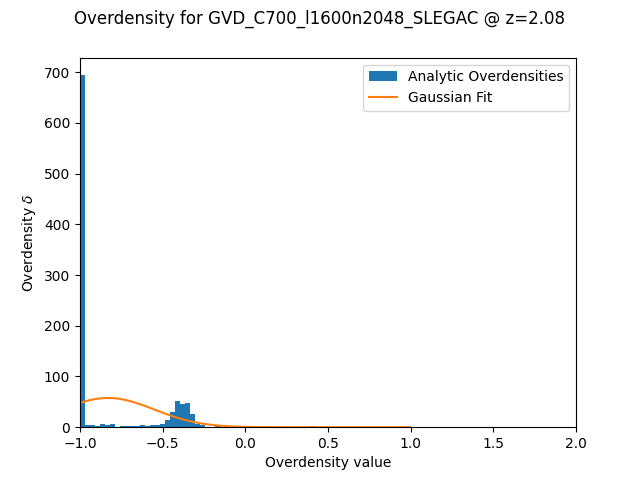 Overdensity for GVD_C700_l1600n2048_SLEGAC @ z=2.08
Analytic Overdensities
Gaussian Fit
Overdensity δ
700
600
500
400
300
200
100
0
−1.0 −0.5 0.0 0.5 1.0 1.5 2.0
Overdensity value